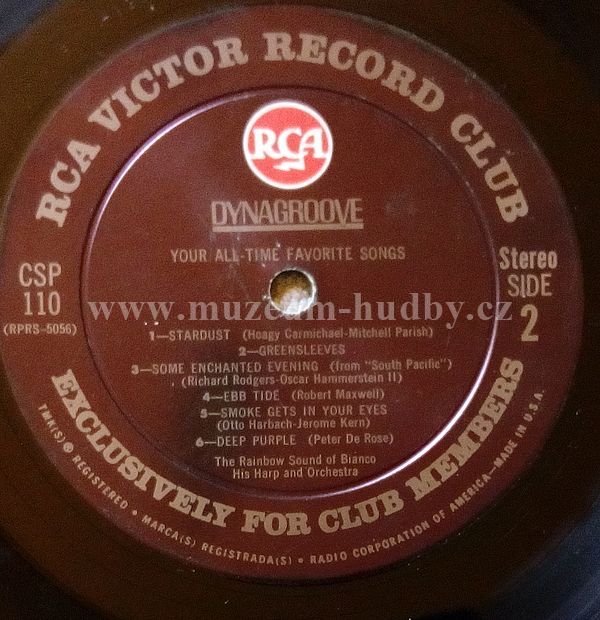 RCA VICTOR RECORD CLUB
RCA
DYNAGROOVE
YOUR ALL-TIME FAVORITE SONGS
CSP
110
(RPRS-5056)
Stereo
SIDE
2
www.muzeum-hudby.cz
1—STARDUST (Hoagy Carmichael-Mitchell Parish)
2—GREENSLEEVES
3—SOME ENCHANTED EVENING (from "South Pacific")
(Richard Rodgers-Oscar Hammerstein II)
4—EBB TIDE (Robert Maxwell)
5—SMOKE GETS IN YOUR EYES
(Otto Harbach-Jerome Kern)
6—DEEP PURPLE (Peter De Rose)
The Rainbow Sound of Bianco
His Harp and Orchestra
EXCLUSIVELY FOR CLUB MEMBERS
TMK(S) ® REGISTERED • MARCA(S) REGISTRADA(S) • RADIO CORPORATION OF AMERICA—MADE IN U.S.A.